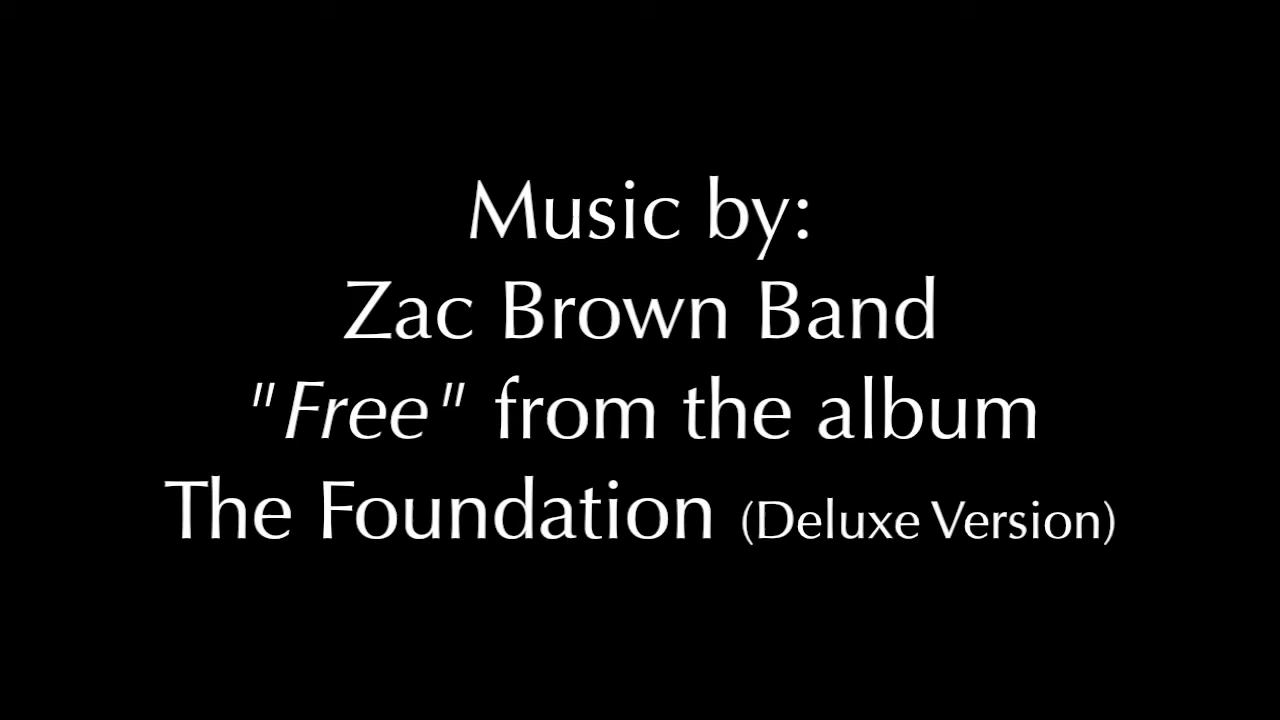 Music by:
Zac Brown Band
"Free" from the album
The Foundation (Deluxe Version)